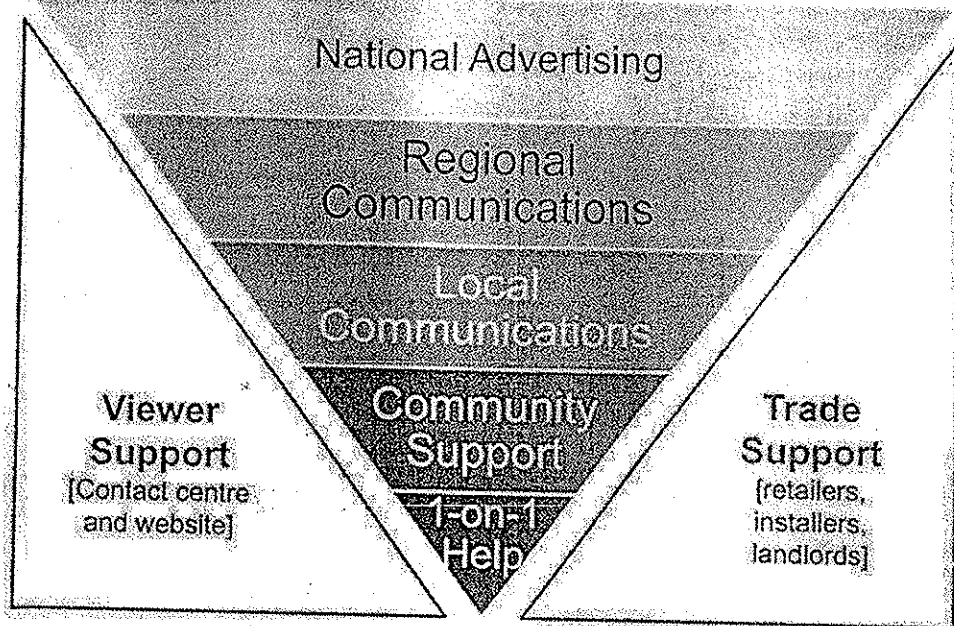 National Advertising
Regional
Communications
Local
Communications
Community
Support
1-on-1
Help
Viewer
Support
[Contact centre
and website]
Trade
Support
[retailers,
installers,
landlords]